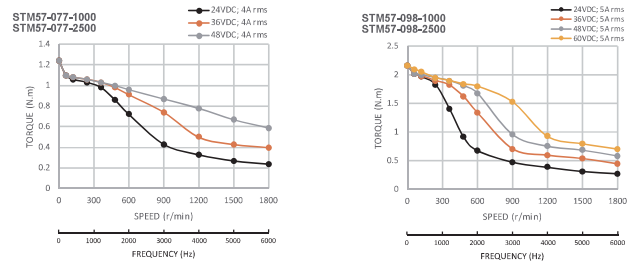 STM57-077-1000
STM57-077-2500
24VDC; 4A rms
36VDC; 4A rms
48VDC; 4A rms
TORQUE (N.m)
1.4
1.2
1
0.8
0.6
0.4
0.2
0
0 300 600 900 1200 1500 1800
SPEED (r/min)
0 1000 2000 3000 4000 5000 6000
FREQUENCY (Hz)
STM57-098-1000
STM57-098-2500
24VDC; 5A rms
36VDC; 5A rms
48VDC; 5A rms
60VDC; 5A rms
TORQUE (N.m)
2.5
2
1.5
1
0.5
0
0 300 600 900 1200 1500 1800
SPEED (r/min)
0 1000 2000 3000 4000 5000 6000
FREQUENCY (Hz)